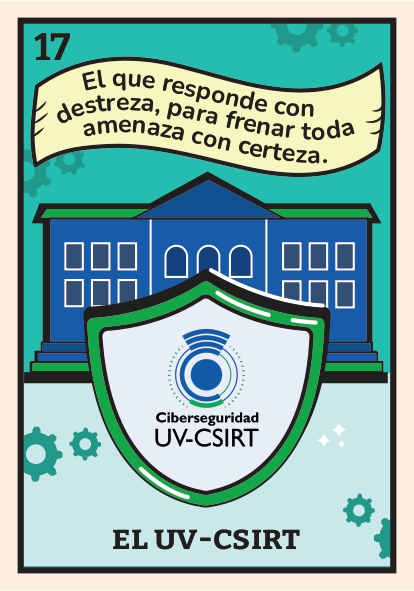 17
El que responde con
destreza, para frenar toda
amenaza con certeza.
Ciberseguridad
UV-CSIRT
EL UV-CSIRT